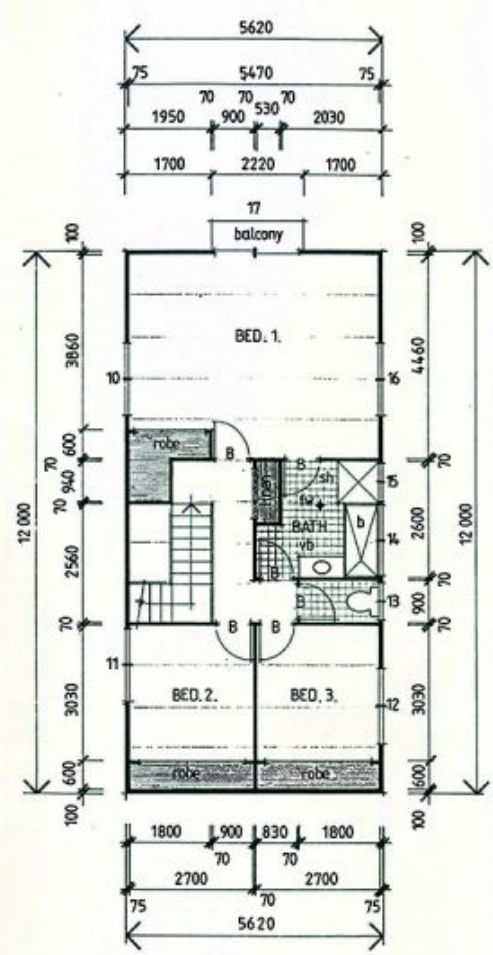 5620
75 5470 75
70 70 530 70
1950 900 2030
1700 2220 1700
17
balcony
100 100
12 000 3860 BED. 1. 4460 12 000
10 16
600 robe B B
70 940 linen sh 15 70
70 BATH b 2600
2560 vb 14
B 70
B 13 900
70 B B 70
11
3030 BED. 2. BED. 3. 12 3030
600 robe robe 600
100 100
1800 900 830 1800
70 70
2700 2700
75 70 75
5620